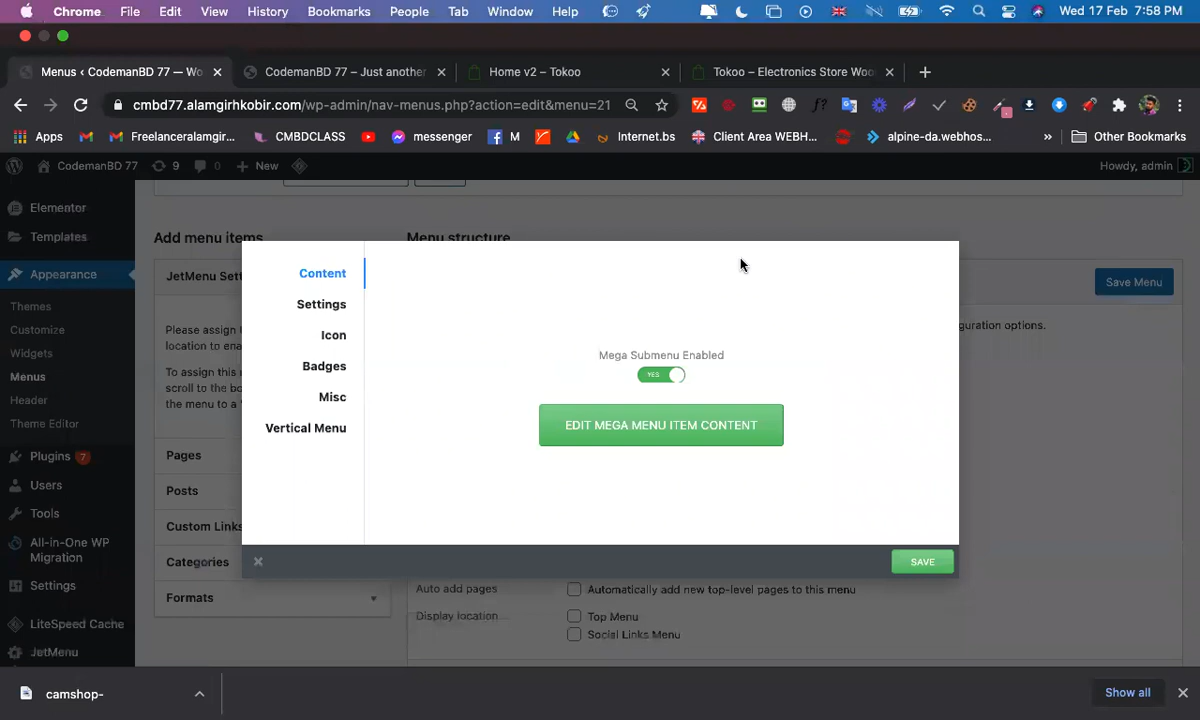 Chrome File Edit View History Bookmarks People Tab Window Help Wed 17 Feb 7:58 PM
Menus ‹ CodemanBD 77 — Wo CodemanBD 77 – Just another Home v2 – Tokoo Tokoo – Electronics Store Woo
cmbd77.alamgirhkobir.com/wp-admin/nav-menus.php?action=edit&menu=21
Apps Freelanceralamgir... CMBDCLASS messenger M Internet.bs Client Area WEBH... alpine-da.webhos... » Other Bookmarks
CodemanBD 77 9 0 New Howdy, admin
Elementor
Templates
Appearance
Themes
Customize
Widgets
Menus
Header
Theme Editor
Plugins 7
Users
Tools
All-in-One WP
Migration
Settings
LiteSpeed Cache
JetMenu
Add menu items
Menu structure
JetMenu Sett
Please assign
location to ena
To assign this
scroll to the bo
the menu to a
Pages
Posts
Custom Links
Categories
Formats
Save Menu
guration options.
Content
Settings
Icon
Badges
Misc
Vertical Menu
Mega Submenu Enabled
YES
EDIT MEGA MENU ITEM CONTENT
SAVE
Auto add pages Automatically add new top-level pages to this menu
Display location Top Menu
Social Links Menu
camshop-
Show all